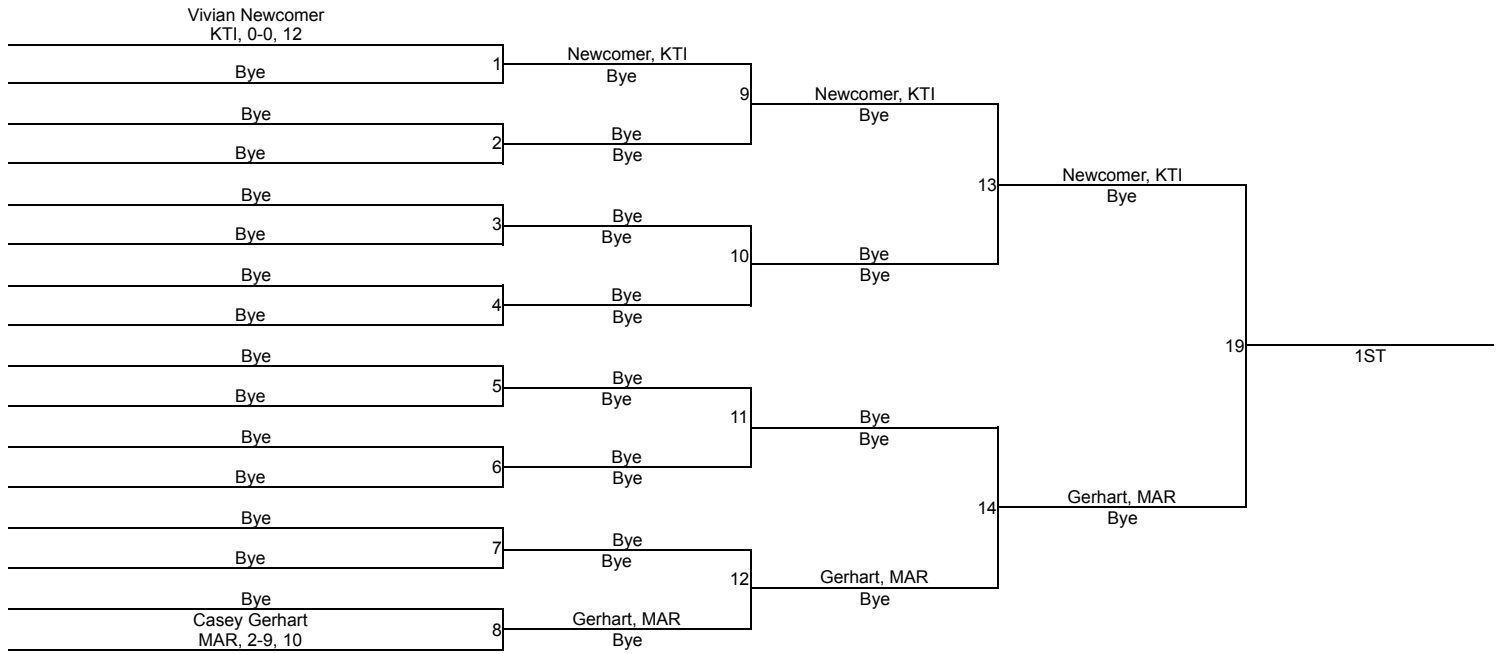 Vivian Newcomer
KTI, 0-0, 12
Bye
1
Bye
Bye
2
Bye
Bye
3
Bye
Bye
4
Bye
Bye
5
Bye
Bye
6
Bye
Bye
7
Bye
Casey Gerhart
MAR, 2-9, 10
8
Newcomer, KTI
Bye
9
Bye
Bye
Bye
Bye
10
Bye
Bye
Bye
Bye
11
Bye
Bye
Bye
Bye
12
Gerhart, MAR
Bye
Newcomer, KTI
Bye
13
Bye
Bye
Bye
Bye
14
Gerhart, MAR
Bye
Newcomer, KTI
Bye
19
Gerhart, MAR
Bye
1ST